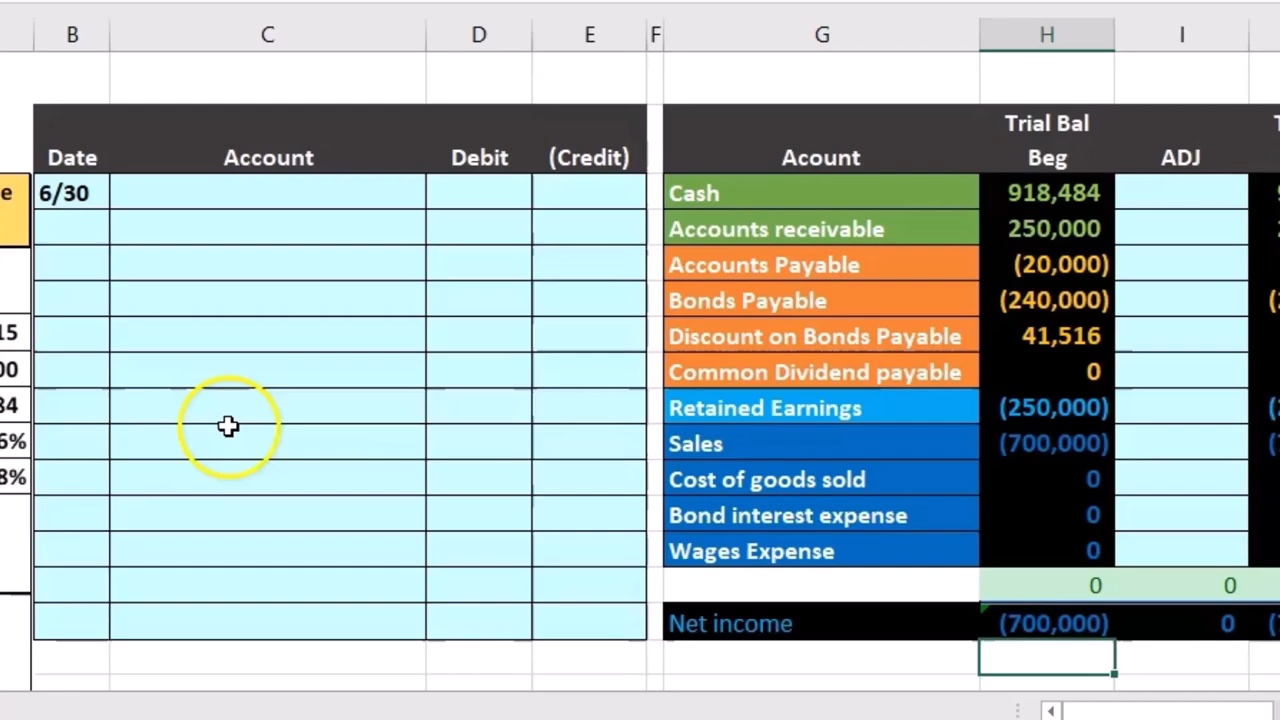 B C D E F G H I
Trial Bal
Date Account Debit (Credit) Acount Beg ADJ
6/30 Cash 918,484
Accounts receivable 250,000
Accounts Payable (20,000)
Bonds Payable (240,000)
15 Discount on Bonds Payable 41,516
00 Common Dividend payable 0
84 Retained Earnings (250,000)
6% Sales (700,000)
8% Cost of goods sold 0
Bond interest expense 0
Wages Expense 0
0 0
Net income (700,000) 0